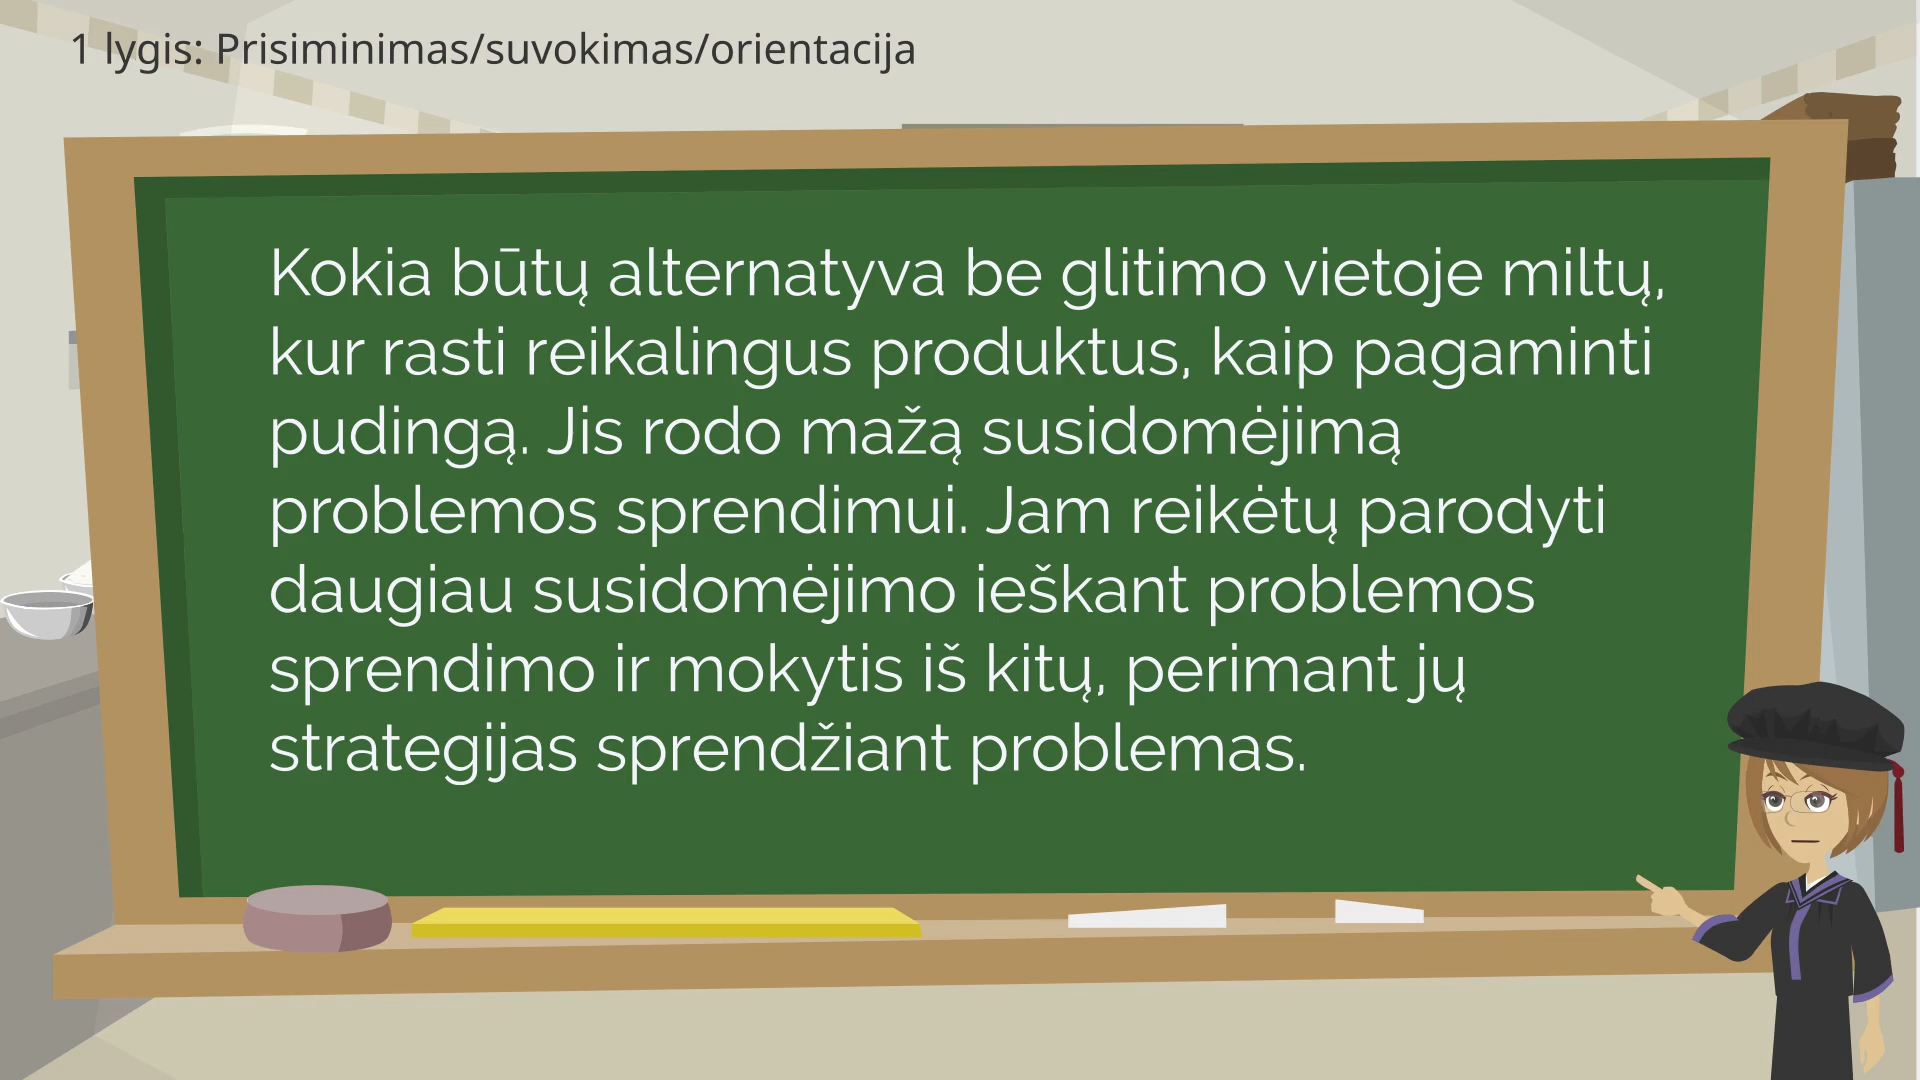 1 lygis: Prisiminimas/suvokimas/orientacija
Kokia būtų alternatyva be glitimo vietoje miltų,
kur rasti reikalingus produktus, kaip pagaminti
pudingą. Jis rodo mažą susidomėjimą
problemos sprendimui. Jam reikėtų parodyti
daugiau susidomėjimo ieškant problemos
sprendimo ir mokytis iš kitų, perimant jų
strategijas sprendžiant problemas.